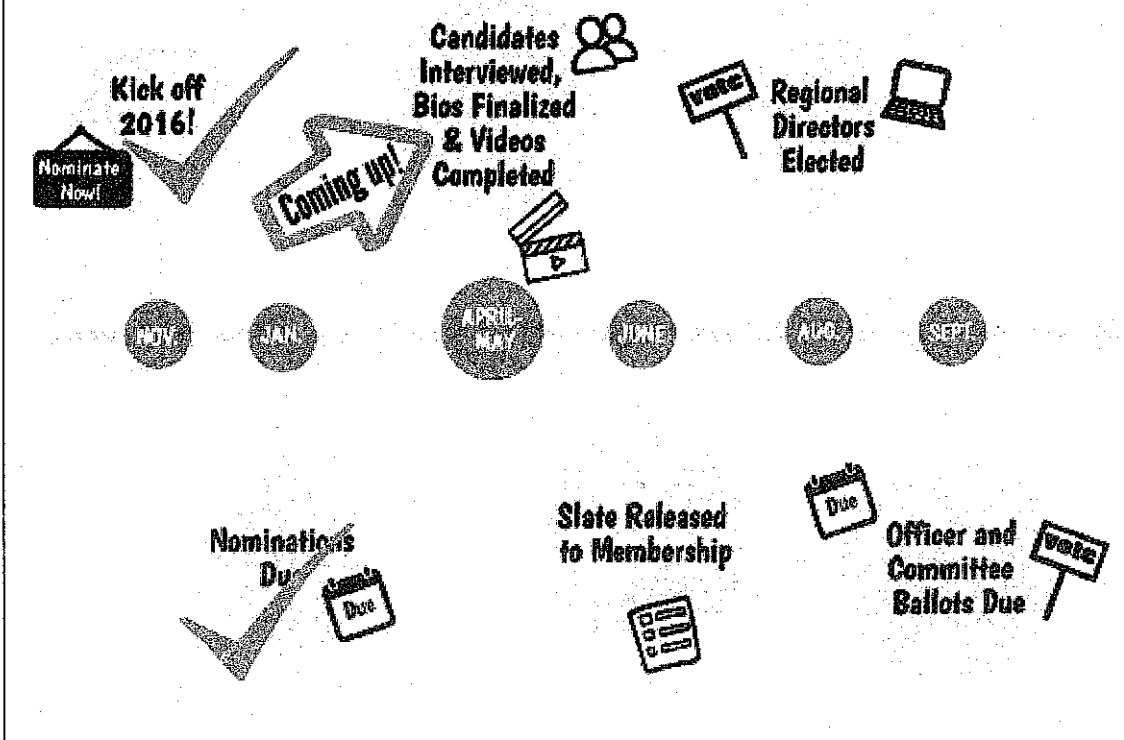 Kick off
2016!
Nominate
Now!
Coming up!
Candidates
Interviewed,
Bios Finalized
& Videos
Completed
vote
Regional
Directors
Elected
NOV.
JAN.
APRIL-
MAY
JUNE
AUG.
SEPT.
Nominations
Due
Due
Slate Released
to Membership
Due
Officer and
Committee
Ballots Due
vote